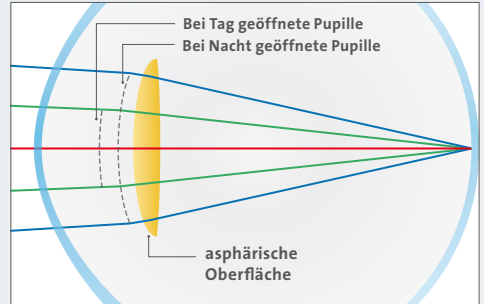 Bei Tag geöffnete Pupille
Bei Nacht geöffnete Pupille
asphärische
Oberfläche